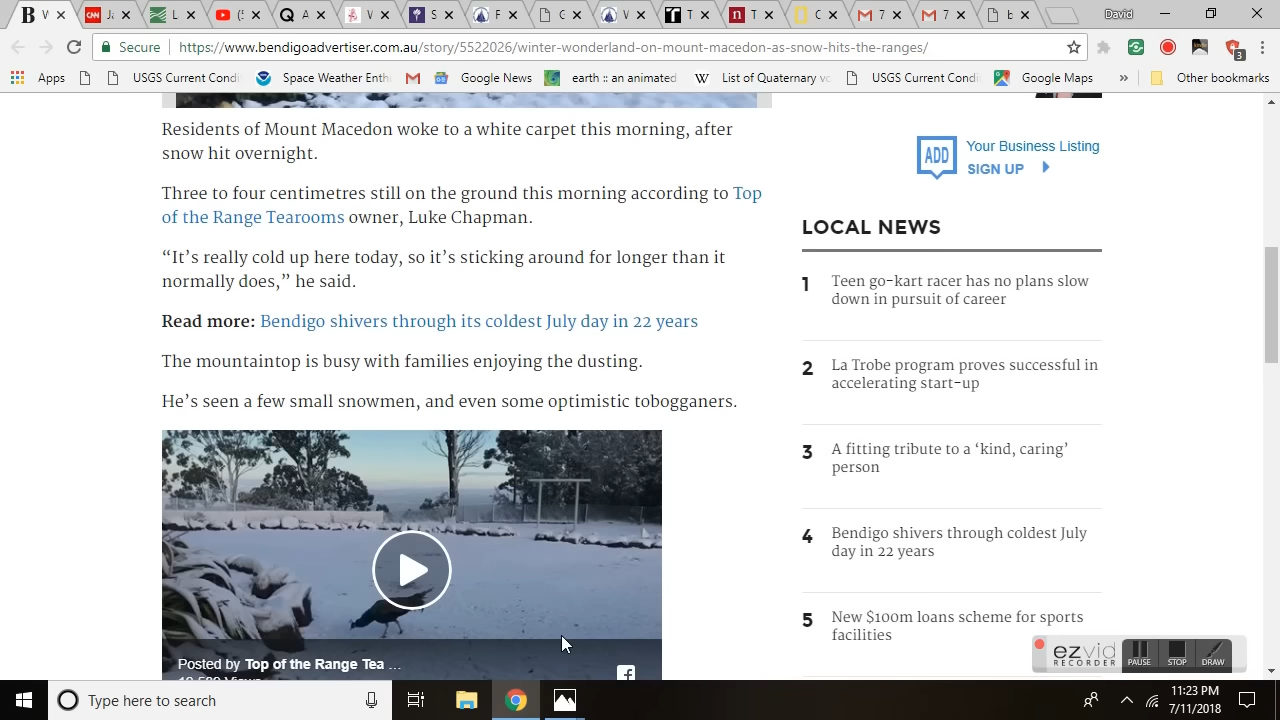 B W
CNN Ja
L
(5
Q A
W
S
F
G
W
T
n T
C
7
7
b
David
Secure
https://www.bendigoadvertiser.com.au/story/5522026/winter-wonderland-on-mount-macedon-as-snow-hits-the-ranges/
3
Apps
USGS Current Condi
Space Weather Enth
Google News
earth :: an animated
W List of Quaternary vo
USGS Current Condi
Google Maps
»
Other bookmarks
Residents of Mount Macedon woke to a white carpet this morning, after
snow hit overnight.
Three to four centimetres still on the ground this morning according to Top
of the Range Tearooms owner, Luke Chapman.
“It’s really cold up here today, so it’s sticking around for longer than it
normally does,” he said.
Read more: Bendigo shivers through its coldest July day in 22 years
The mountaintop is busy with families enjoying the dusting.
He’s seen a few small snowmen, and even some optimistic tobogganers.
Posted by Top of the Range Tea ...
ADD
Your Business Listing
SIGN UP
LOCAL NEWS
1 Teen go-kart racer has no plans slow
down in pursuit of career
2 La Trobe program proves successful in
accelerating start-up
3 A fitting tribute to a ‘kind, caring’
person
4 Bendigo shivers through coldest July
day in 22 years
5 New $100m loans scheme for sports
facilities
ezvid
RECORDER
PAUSE
STOP
DRAW
Type here to search
11:23 PM
7/11/2018